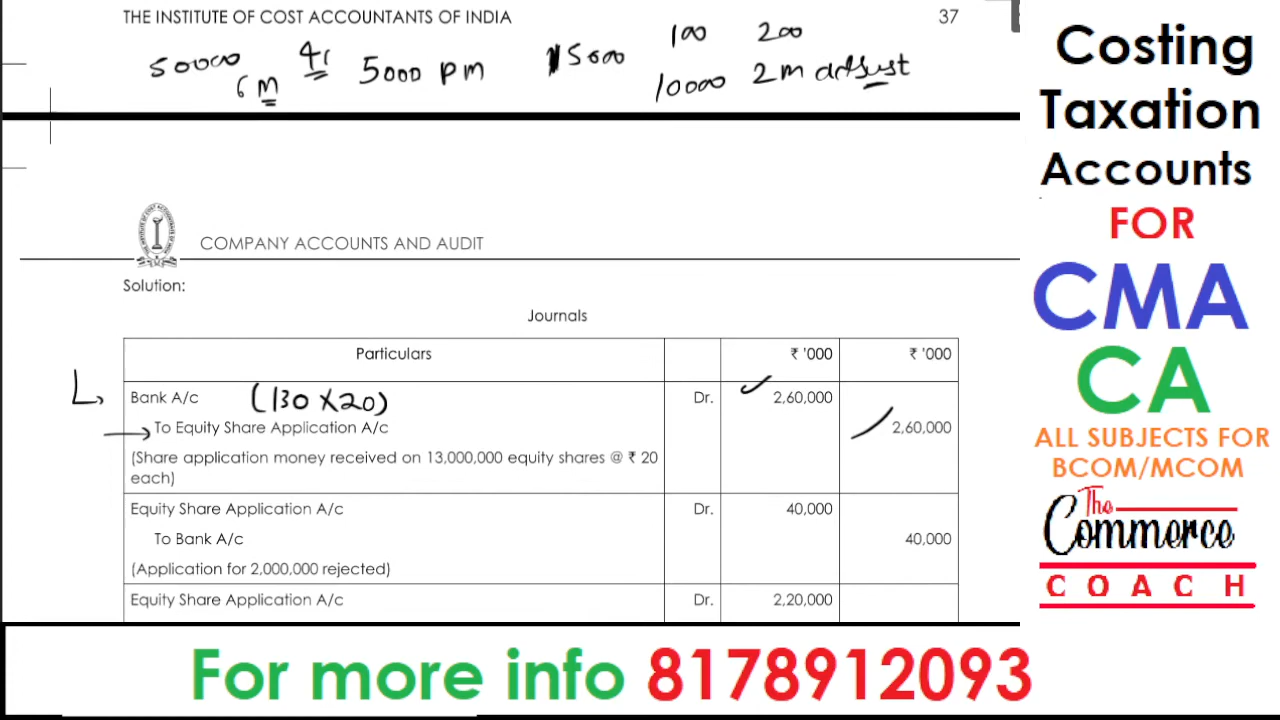 THE INSTITUTE OF COST ACCOUNTANTS OF INDIA 37
50000 4r 5000 pm 15000 100 200
6m 10000 2m adjust
COMPANY ACCOUNTS AND AUDIT
Solution:
Journals
Particulars ₹ '000 ₹ '000
Bank A/c (130 X 20) Dr. 2,60,000
To Equity Share Application A/c 2,60,000
(Share application money received on 13,000,000 equity shares @ ₹ 20
each)
Equity Share Application A/c Dr. 40,000
To Bank A/c 40,000
(Application for 2,000,000 rejected)
Equity Share Application A/c Dr. 2,20,000
Costing
Taxation
Accounts
FOR
CMA
CA
ALL SUBJECTS FOR
BCOM/MCOM
The
Commerce
COACH
For more info 8178912093